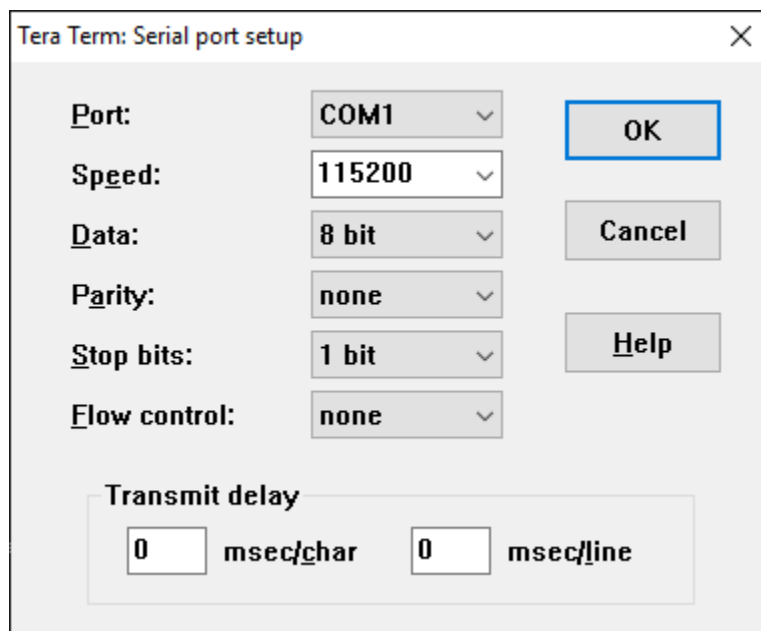 Tera Term: Serial port setup
Port: COM1 OK
Speed: 115200
Data: 8 bit Cancel
Parity: none
Stop bits: 1 bit Help
Flow control: none
Transmit delay
0 msec/char 0 msec/line